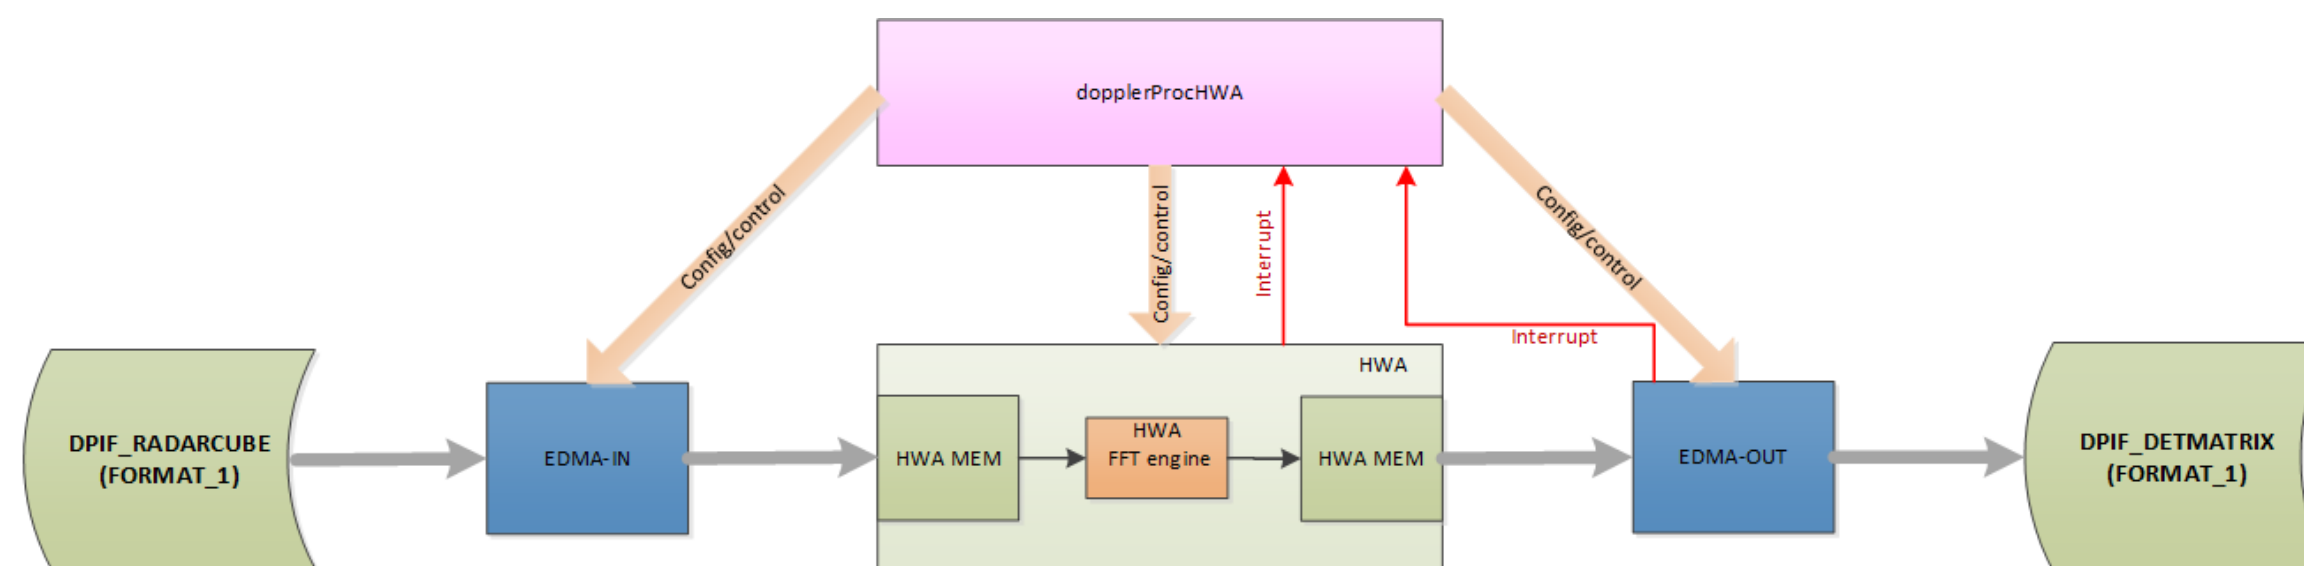 dopplerProcHWA
Config/control
Config/control
Interrupt
Config/control
Interrupt
HWA
DPIF_RADARCUBE
(FORMAT_1)
EDMA-IN
HWA MEM
HWA
FFT engine
HWA MEM
EDMA-OUT
DPIF_DETMATRIX
(FORMAT_1)